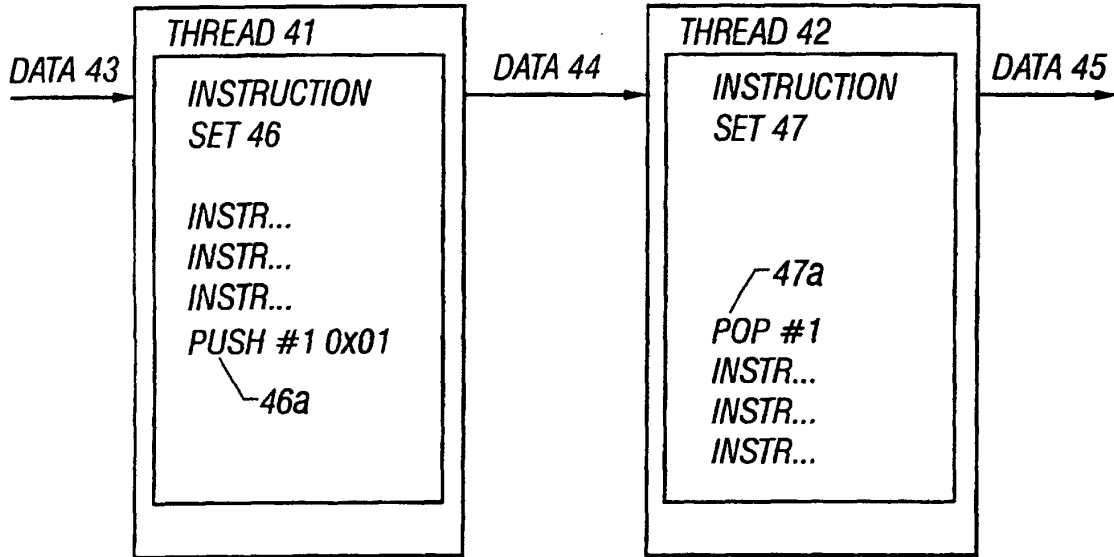 THREAD 41
DATA 43
INSTRUCTION
SET 46
INSTR...
INSTR...
INSTR...
PUSH #1 0x01
46a
DATA 44
THREAD 42
INSTRUCTION
SET 47
47a
POP #1
INSTR...
INSTR...
INSTR...
DATA 45